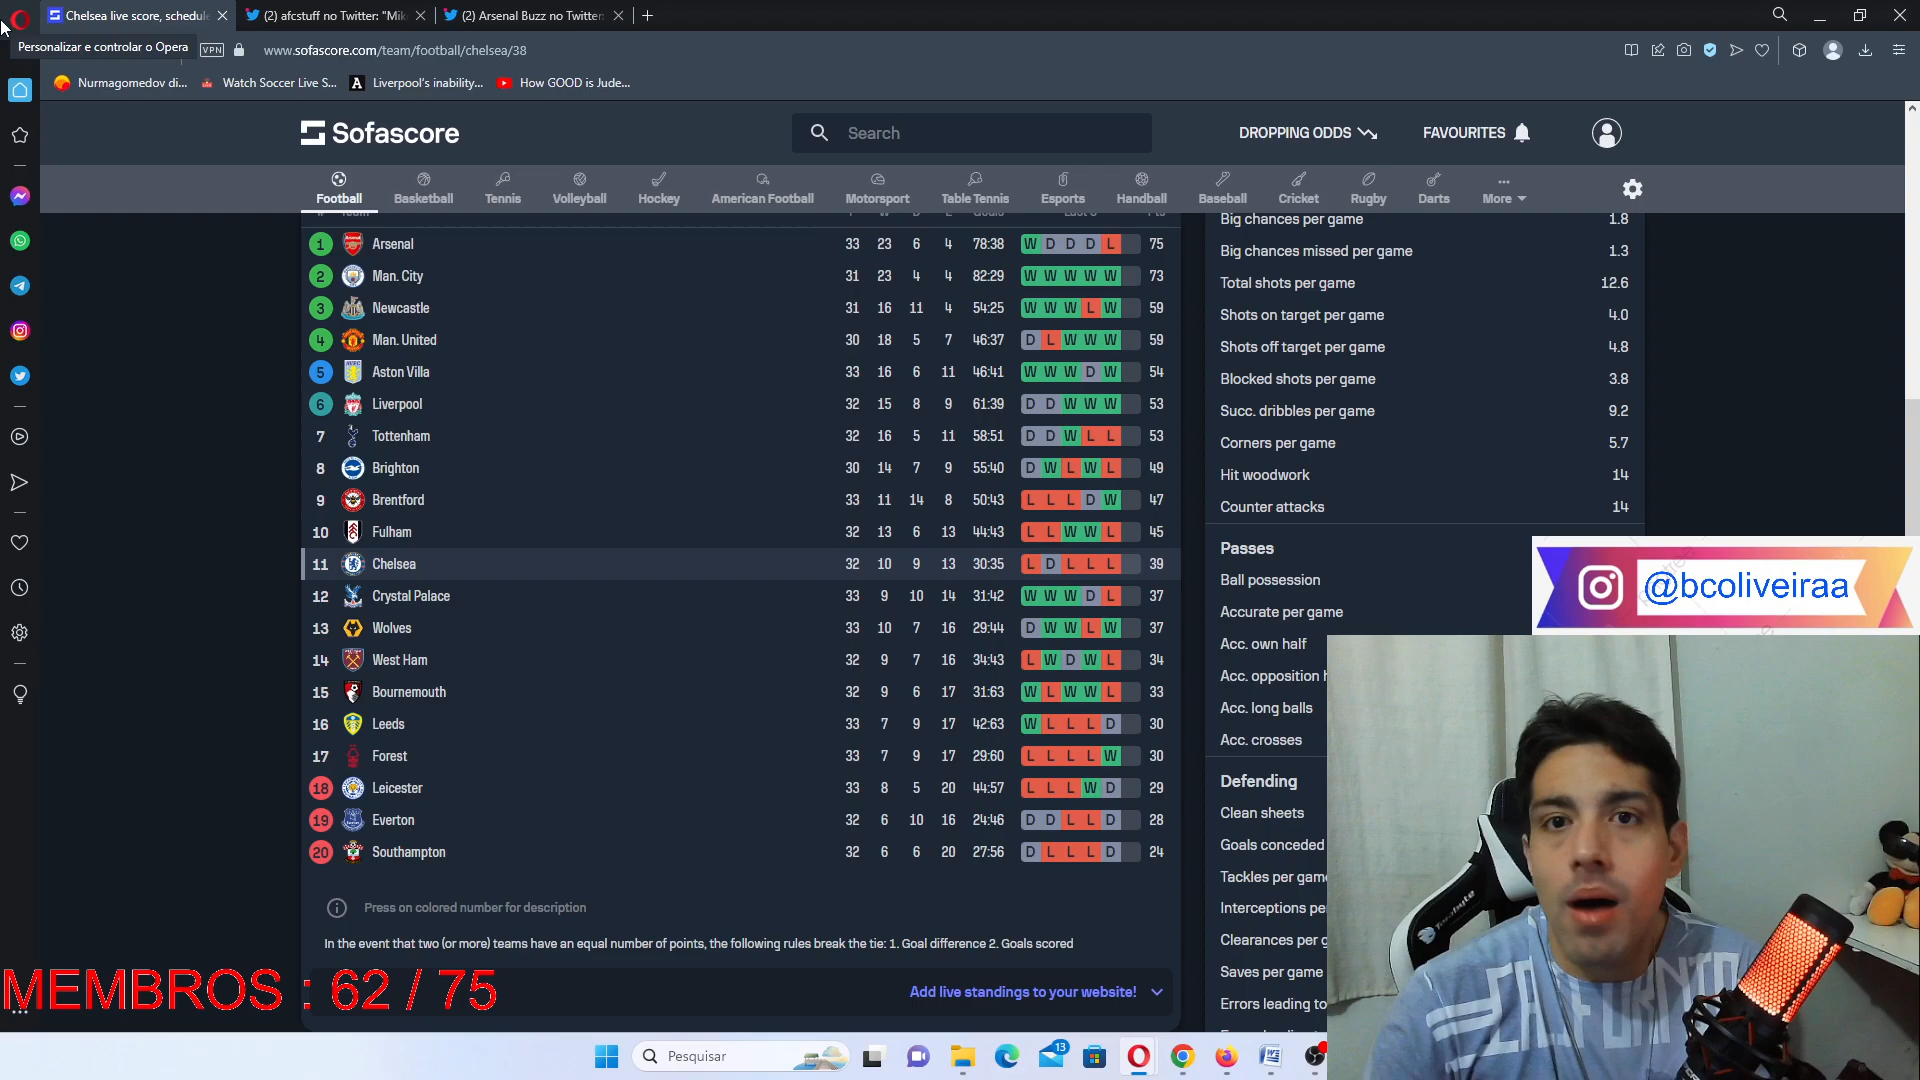 Chelsea live score, schedule
(2) afcstuff no Twitter: "Mik
(2) Arsenal Buzz no Twitter:
Personalizar e controlar o Opera
VPN
www.sofascore.com/team/football/chelsea/38
Nurmagomedov di...
Watch Soccer Live S...
Liverpool's inability...
How GOOD is Jude...
Sofascore
Search
DROPPING ODDS
FAVOURITES
Football
Basketball
Tennis
Volleyball
Hockey
American Football
Motorsport
Table Tennis
Esports
Handball
Baseball
Cricket
Rugby
Darts
More
1 Arsenal 33 23 6 4 78:38 W D D D L 75
2 Man. City 31 23 4 4 82:29 W W W W W 73
3 Newcastle 31 16 11 4 54:25 W W W L W 59
4 Man. United 30 18 5 7 46:37 D L W W W 59
5 Aston Villa 33 16 6 11 46:41 W W W D W 54
6 Liverpool 32 15 8 9 61:39 D D W W W 53
7 Tottenham 32 16 5 11 58:51 D D W L L 53
8 Brighton 30 14 7 9 55:40 D W L W L 49
9 Brentford 33 11 14 8 50:43 L L L D W 47
10 Fulham 32 13 6 13 44:43 L L W W L 45
11 Chelsea 32 10 9 13 30:35 L D L L L 39
12 Crystal Palace 33 9 10 14 31:42 W W W D L 37
13 Wolves 33 10 7 16 29:44 D W W L W 37
14 West Ham 32 9 7 16 34:43 L W D W L 34
15 Bournemouth 32 9 6 17 31:63 W L W W L 33
16 Leeds 33 7 9 17 42:63 W L L L D 30
17 Forest 33 7 9 17 29:60 L L L L W 30
18 Leicester 33 8 5 20 44:57 L L L W D 29
19 Everton 32 6 10 16 24:46 D D L L D 28
20 Southampton 32 6 6 20 27:56 D L L L D 24
Press on colored number for description
In the event that two (or more) teams have an equal number of points, the following rules break the tie: 1. Goal difference 2. Goals scored
Add live standings to your website!
Big chances per game 1.8
Big chances missed per game 1.3
Total shots per game 12.6
Shots on target per game 4.0
Shots off target per game 4.8
Blocked shots per game 3.8
Succ. dribbles per game 9.2
Corners per game 5.7
Hit woodwork 14
Counter attacks 14
Passes
Ball possession
Accurate per game
Acc. own half
Acc. opposition h
Acc. long balls
Acc. crosses
Defending
Clean sheets
Goals conceded
Tackles per game
Interceptions per
Clearances per g
Saves per game
Errors leading to
@bcoliveiraa
MEMBROS : 62 / 75
Pesquisar
13